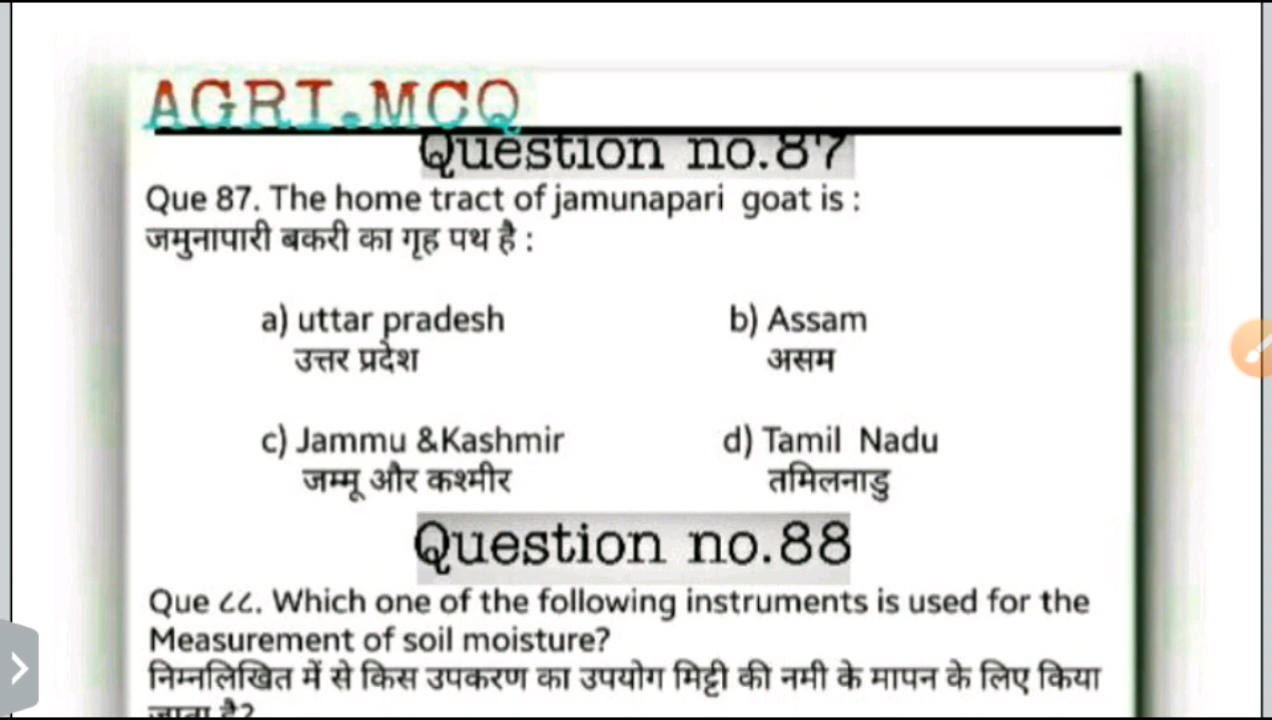 AGRI.MCQ
Question no.87
Que 87. The home tract of jamunapari goat is :
जमुनापारी बकरी का गृह पथ है :
a) uttar pradesh b) Assam
उत्तर प्रदेश असम
c) Jammu &Kashmir d) Tamil Nadu
जम्मू और कश्मीर तमिलनाडु
Question no.88
Que ८८. Which one of the following instruments is used for the
Measurement of soil moisture?
निम्नलिखित में से किस उपकरण का उपयोग मिट्टी की नमी के मापन के लिए किया
जाता है?